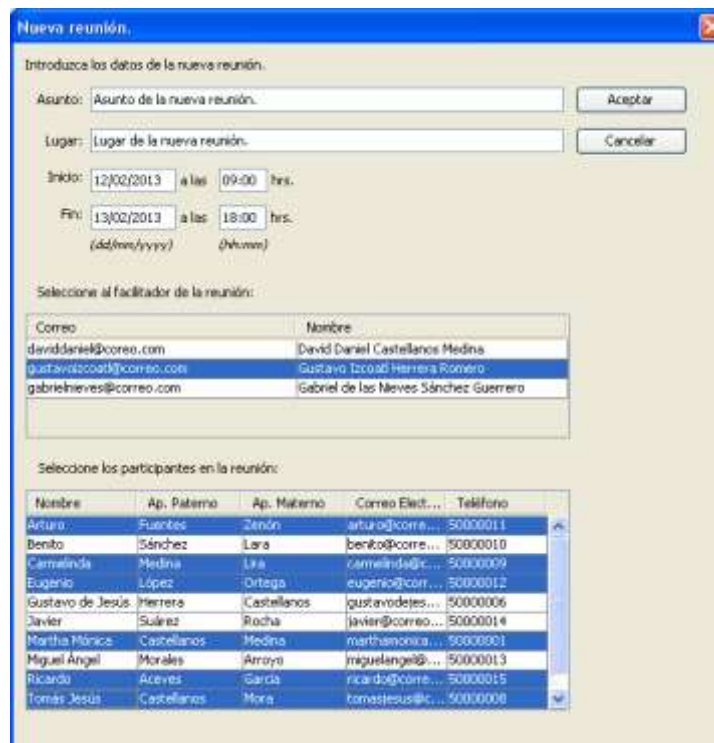 Nueva reunión.
Introduzca los datos de la nueva reunión.
Asunto: Asunto de la nueva reunión. Aceptar
Lugar: Lugar de la nueva reunión. Cancelar
Inicio: 12/02/2013 a las 09:00 hrs.
Fin: 13/02/2013 a las 18:00 hrs.
(dd/mm/yyyy) (hh:mm)
Seleccione al facilitador de la reunión:
Correo Nombre
daviddaniel@coreo.com David Daniel Castellanos Medina
gustavoizcoatl@correo.com Gustavo Izcoatl Herrera Romero
gabrielnieves@correo.com Gabriel de las Nieves Sánchez Guerrero
Seleccione los participantes en la reunión:
Nombre Ap. Paterno Ap. Materno Correo Elect... Teléfono
Arturo Fuentes Zenón arturo@corre... 50000011
Benito Sánchez Lara benito@corre... 50000010
Carmelinda Medina Lira carmelinda@c... 50000009
Eugenio López Ortega eugenio@corr... 50000012
Gustavo de Jesús Herrera Castellanos gustavodejes... 50000006
Javier Suárez Rocha javier@correo... 50000014
Martha Mónica Castellanos Medina marthamonica... 50000001
Miguel Ángel Morales Arroyo miguelangel@... 50000013
Ricardo Aceves García ricardo@corre... 50000015
Tomás Jesús Castellanos Mora tomasjesus@c... 50000008